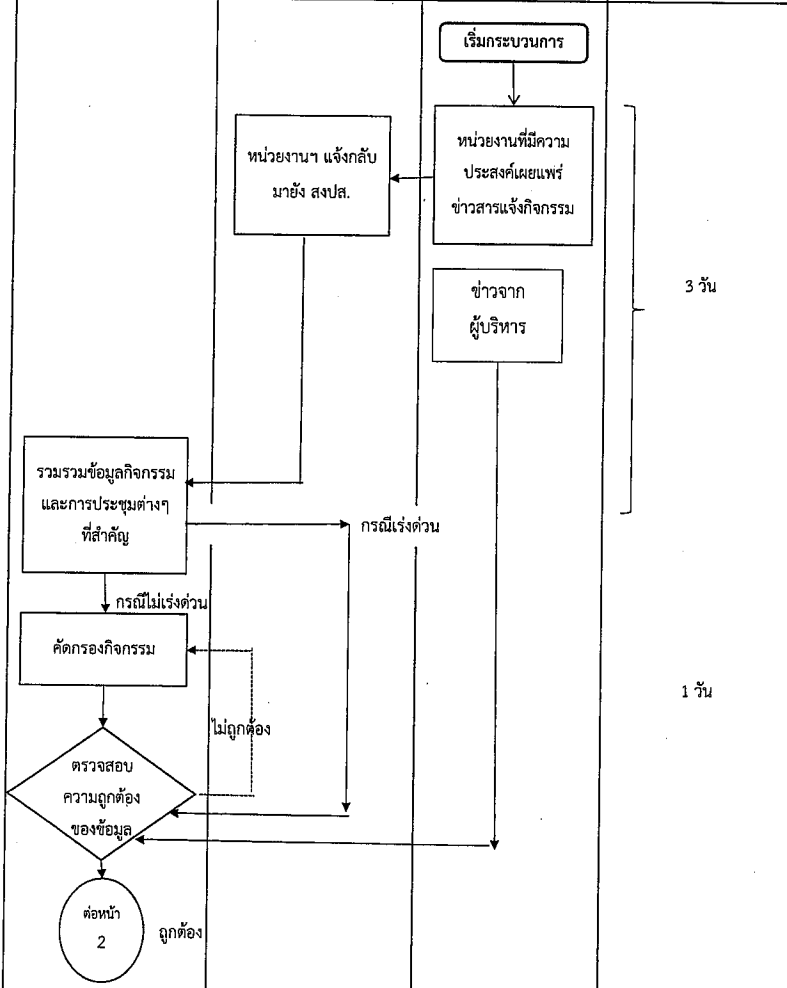 เริ่มกระบวนการ
หน่วยงานที่มีความ
ประสงค์เผยแพร่
ข่าวสารแจ้งกิจกรรม
หน่วยงานฯ แจ้งกลับ
มายัง สงปส.
ข่าวจาก
ผู้บริหาร
3 วัน
รวมรวมข้อมูลกิจกรรม
และการประชุมต่างๆ
ที่สำคัญ
กรณีเร่งด่วน
กรณีไม่เร่งด่วน
คัดกรองกิจกรรม
1 วัน
ไม่ถูกต้อง
ตรวจสอบ
ความถูกต้อง
ของข้อมูล
ต่อหน้า
2
ถูกต้อง